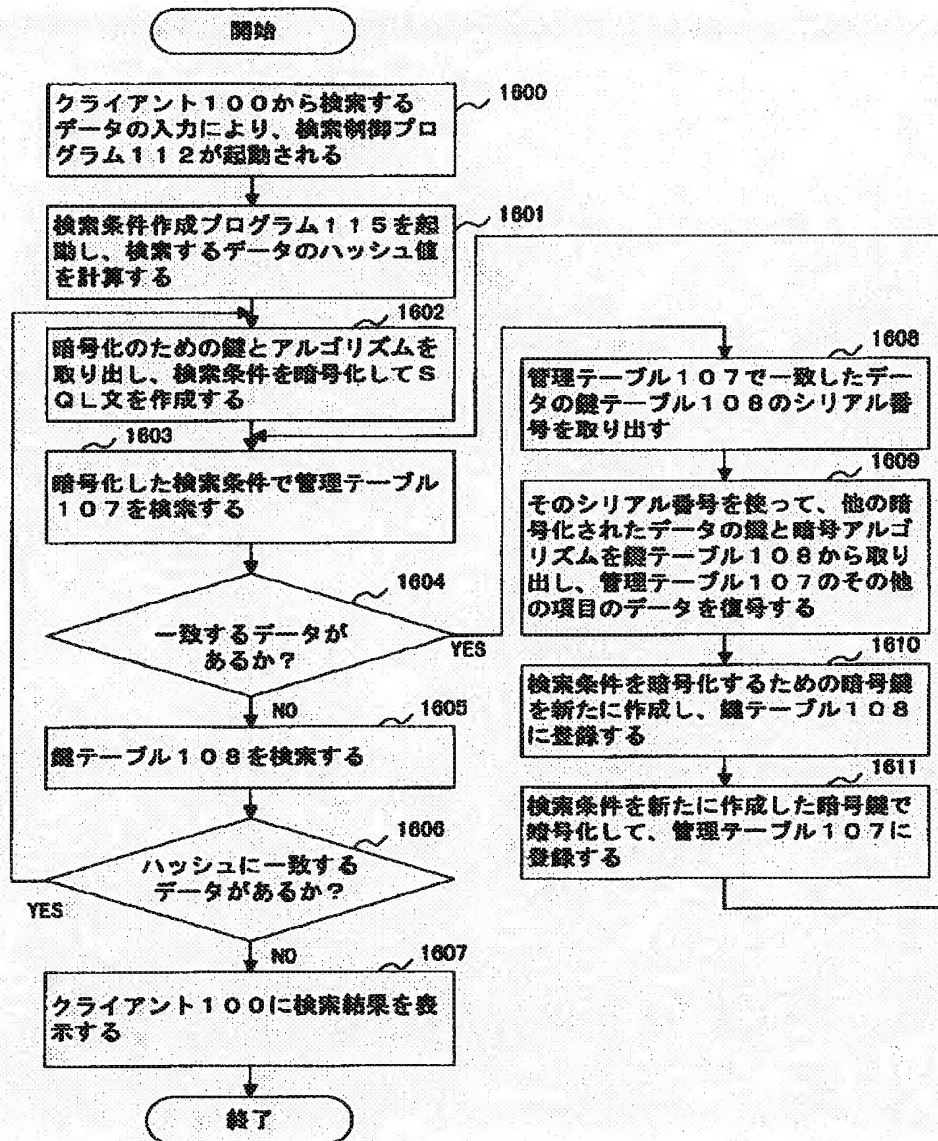 開始
1600
クライアント100から検索する
データの入力により、検索制御プロ
グラム112が起動される
1601
検索条件作成プログラム115を起
動し、検索するデータのハッシュ値
を計算する
1602
暗号化のための鍵とアルゴリズムを
取り出し、検索条件を暗号化してS
QL文を作成する
1603
暗号化した検索条件で管理テーブル
107を検索する
1604
一致するデータが
あるか?
YES
NO
1605
鍵テーブル108を検索する
1606
ハッシュに一致する
データがあるか?
YES
NO
1607
クライアント100に検索結果を表
示する
終了
1608
管理テーブル107で一致したデー
タの鍵テーブル108のシリアル番
号を取り出す
1609
そのシリアル番号を使って、他の暗
号化されたデータの鍵と暗号アルゴ
リズムを鍵テーブル108から取り
出し、管理テーブル107のその他
の項目のデータを復号する
1610
検索条件を暗号化するための暗号鍵
を新たに作成し、鍵テーブル108
に登録する
1611
検索条件を新たに作成した暗号鍵で
暗号化して、管理テーブル107に
登録する